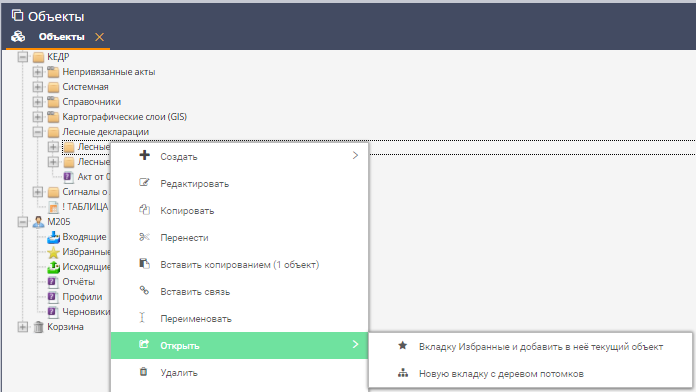 Объекты
Объекты
КЕДР
Непривязанные акты
Системная
Справочники
Картографические слои (GIS)
Лесные декларации
Лесные
Лесные
Акт от
Сигналы о
! ТАБЛИЦА
М205
Входящие
Избранные
Исходящие
Отчёты
Профили
Черновики
Корзина
Создать
Редактировать
Копировать
Перенести
Вставить копированием (1 объект)
Вставить связь
Переименовать
Открыть
Удалить
Вкладку Избранные и добавить в неё текущий объект
Новую вкладку с деревом потомков